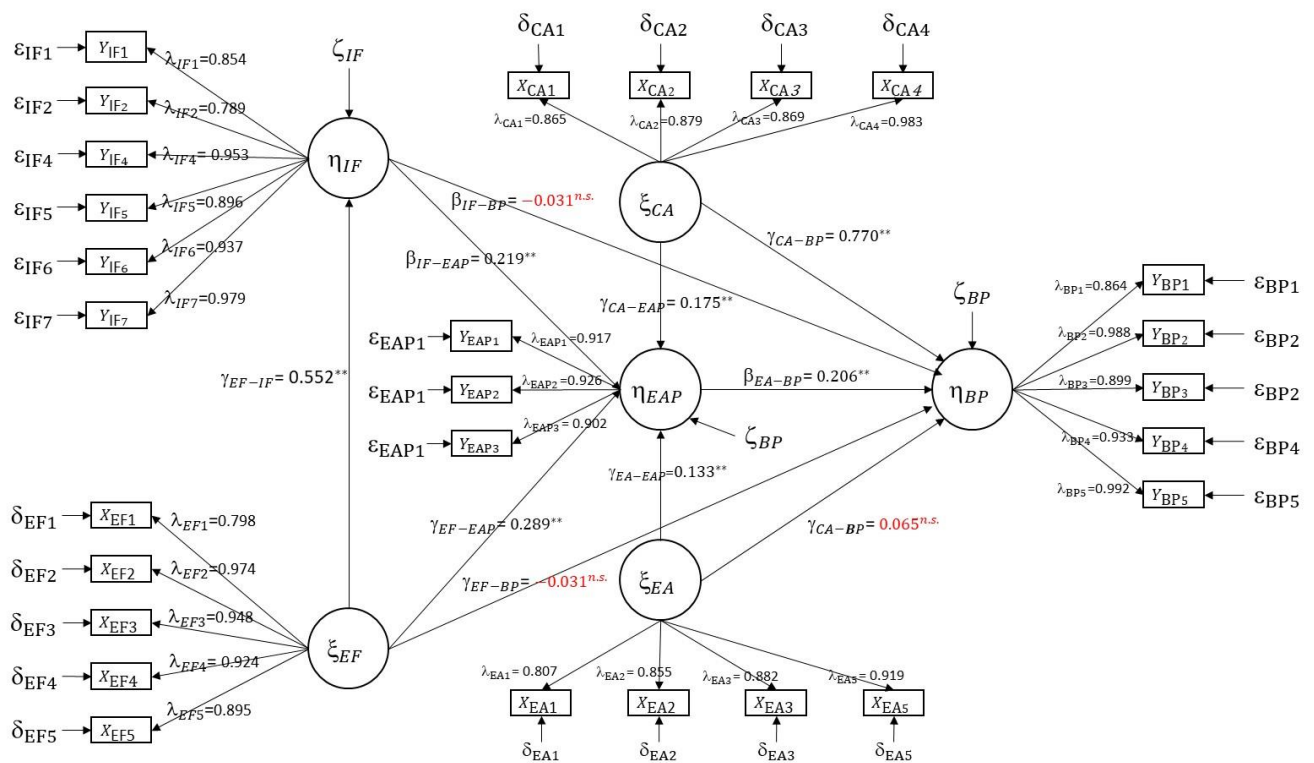 δCA1 δCA2 δCA3 δCA4
XCA1 XCA2 XCA3 XCA4
λCA1=0.865 λCA2=0.879 λCA3=0.869 λCA4=0.983
ξCA
εIF1 YIF1 λIF1=0.854
εIF2 YIF2 λIF2=0.789
εIF4 YIF4 λIF4=0.953
εIF5 YIF5 λIF5=0.896
εIF6 YIF6 λIF6=0.937
εIF7 YIF7 λIF7=0.979
ζIF
ηIF
βIF−BP= −0.031n.s.
βIF−EAP=0.219**
γCA−BP= 0.770**
γCA−EAP= 0.175**
γEF−IF= 0.552**
εEAP1 YEAP1 λEAP1=0.917
εEAP1 YEAP2 λEAP2=0.926
εEAP1 YEAP3 λEAP3=0.902
ηEAP
ζBP
βEA−BP= 0.206**
ζBP
ηBP
λBP1=0.864 YBP1 εBP1
λBP2=0.988 YBP2 εBP2
λBP3=0.899 YBP3 εBP2
λBP4=0.933 YBP4 εBP4
λBP5=0.992 YBP5 εBP5
γEA−EAP=0.133**
γEF−EAP= 0.289**
γCA−BP= 0.065n.s.
γEF−BP= −0.031n.s.
δEF1 XEF1 λEF1=0.798
δEF2 XEF2 λEF2=0.974
δEF3 XEF3 λEF3=0.948
δEF4 XEF4 λEF4=0.924
δEF5 XEF5 λEF5=0.895
ξEF
ξEA
λEA1= 0.807 λEA2= 0.855 λEA3= 0.882 λEA5= 0.919
XEA1 XEA2 XEA3 XEA5
δEA1 δEA2 δEA3 δEA5